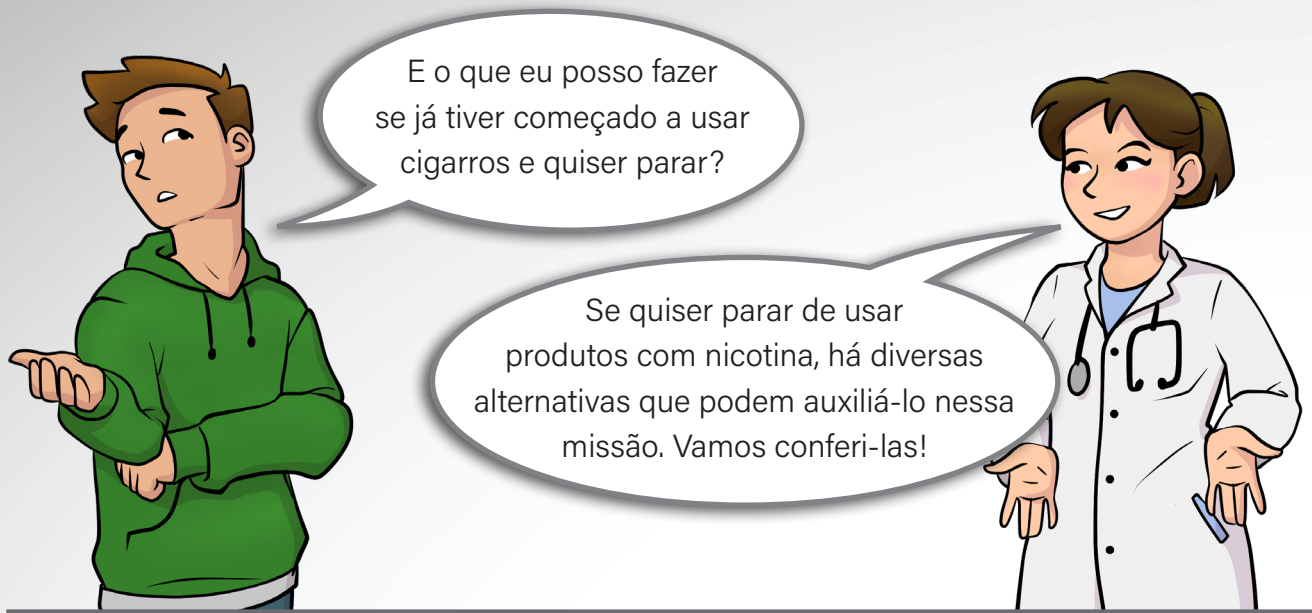 E o que eu posso fazer
se já tiver começado a usar
cigarros e quiser parar?
Se quiser parar de usar
produtos com nicotina, há diversas
alternativas que podem auxiliá-lo nessa
missão. Vamos conferi-las!